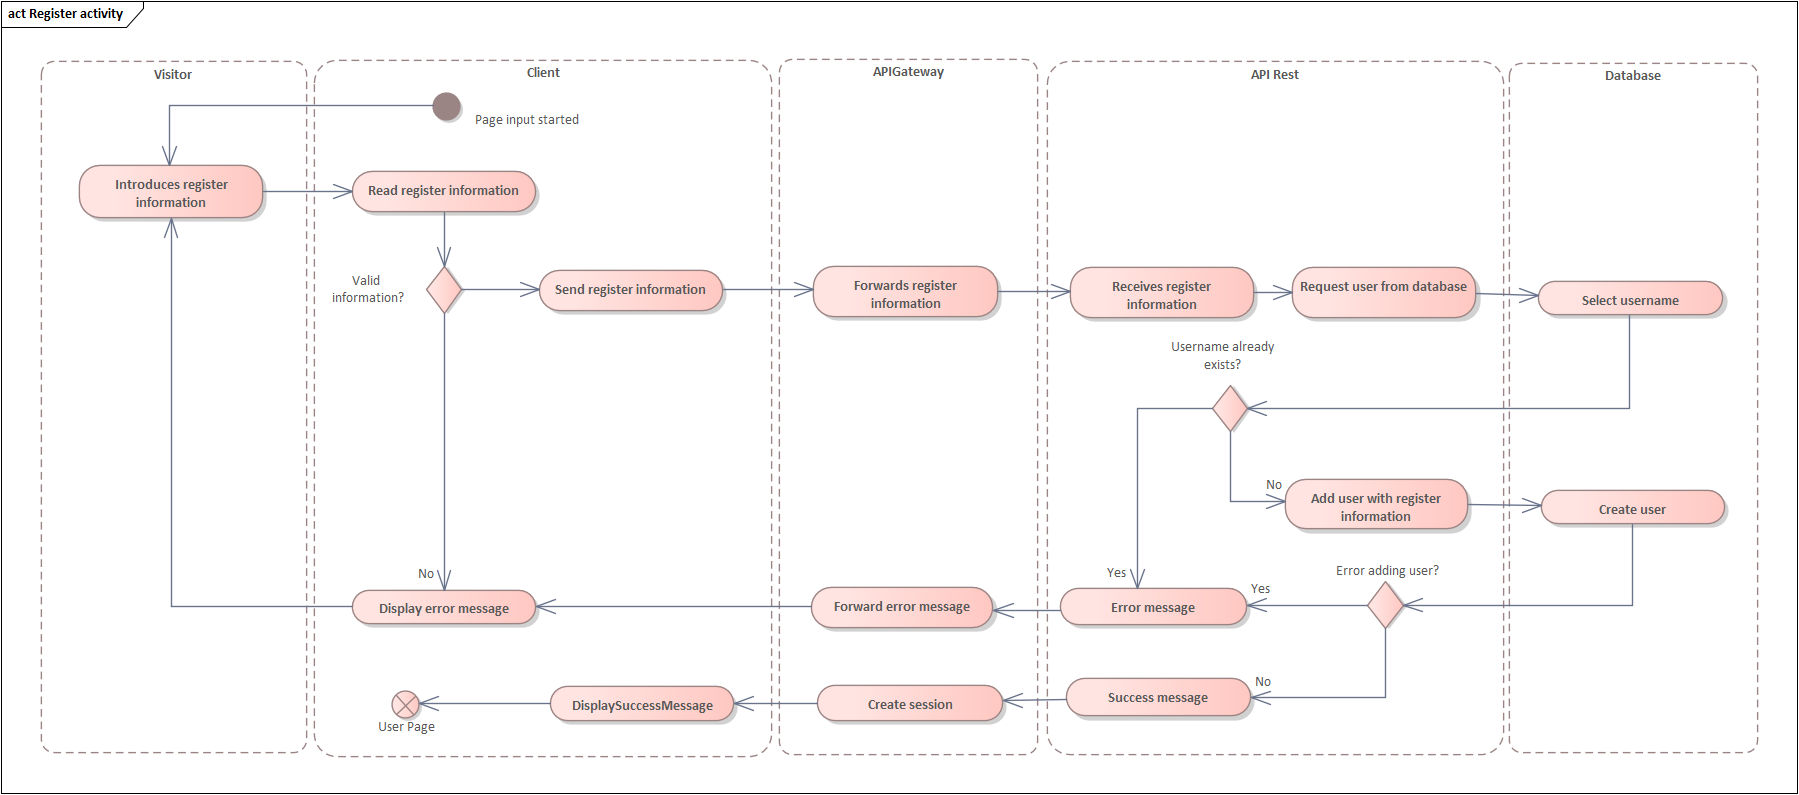 act Register activity
Visitor
Client
APIGateway
API Rest
Database
Page input started
Introduces register
information
Read register information
Valid
information?
Send register information
Forwards register
information
Receives register
information
Request user from database
Select username
Username already
exists?
No
Add user with register
information
Create user
Error adding user?
No
Display error message
Forward error message
Yes
Error message
Yes
No
Success message
Create session
DisplaySuccessMessage
User Page